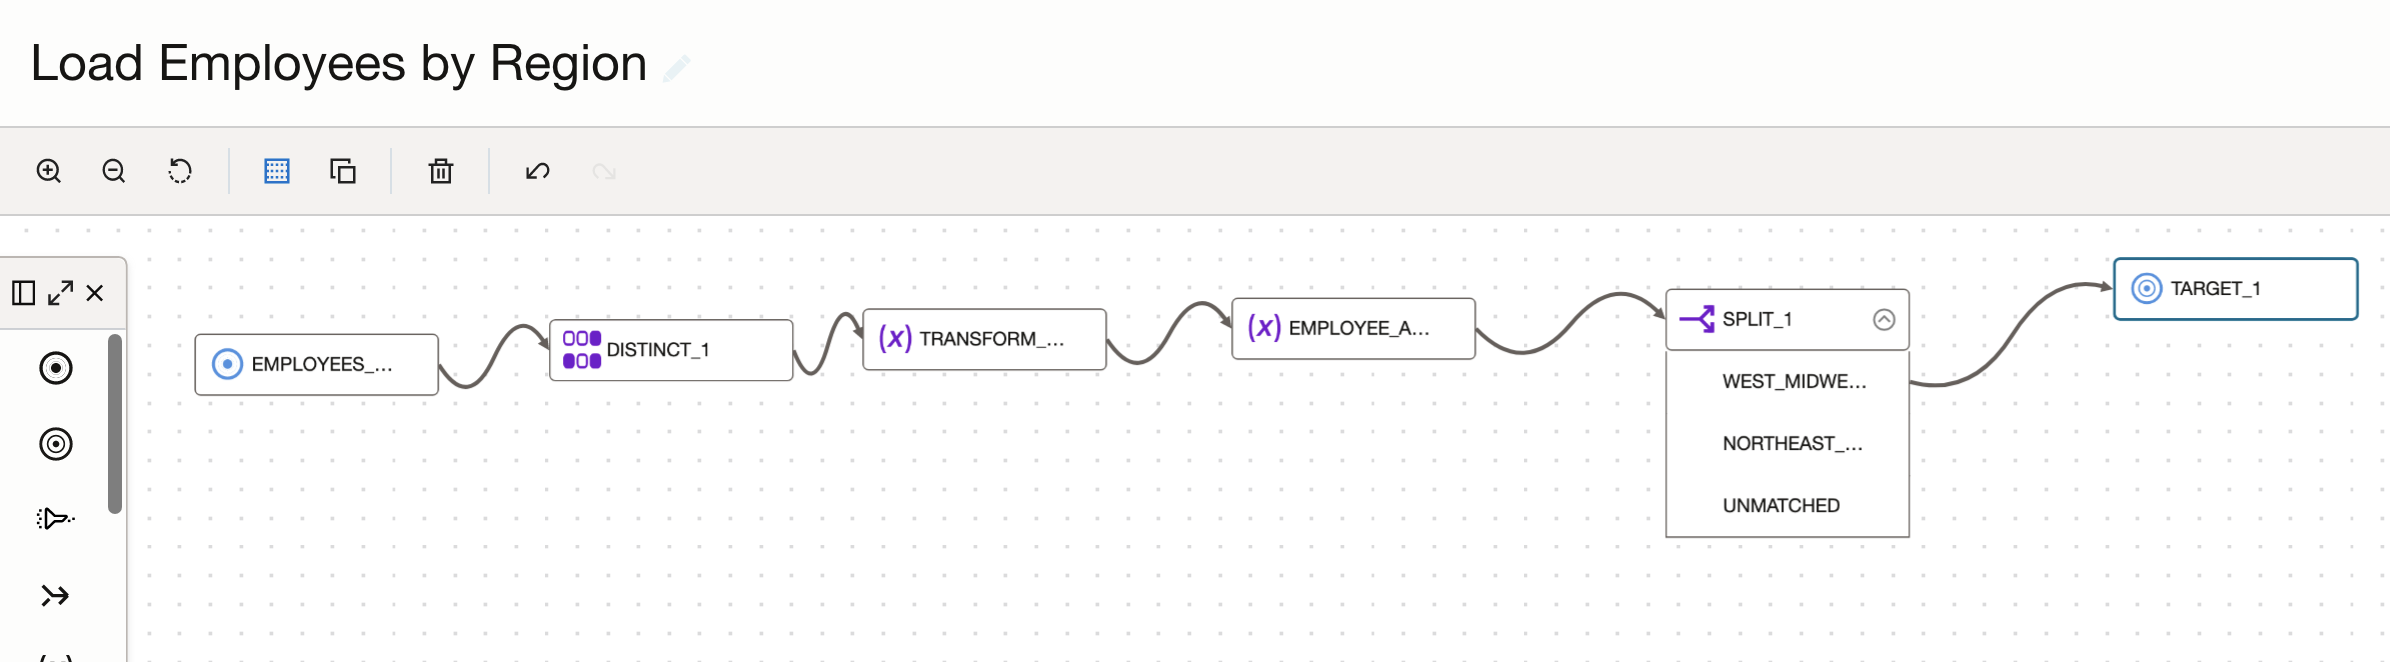 Load Employees by Region
EMPLOYEES_...
DISTINCT_1
TRANSFORM_...
EMPLOYEE_A...
SPLIT_1
WEST_MIDWE...
NORTHEAST_...
UNMATCHED
TARGET_1